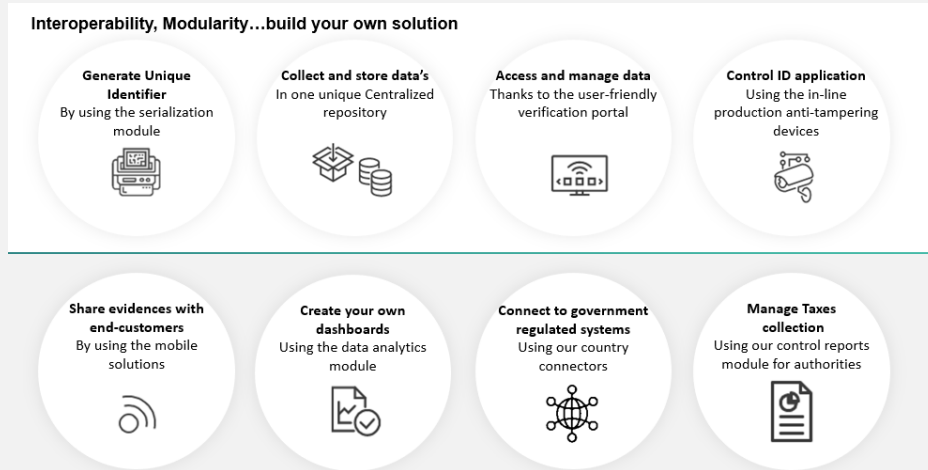 Interoperability, Modularity…build your own solution
Generate Unique
Identifier
By using the serialization
module
Collect and store data's
In one unique Centralized
repository
Access and manage data
Thanks to the user-friendly
verification portal
Control ID application
Using the in-line
production anti-tampering
devices
Share evidences with
end-customers
By using the mobile
solutions
Create your own
dashboards
Using the data analytics
module
Connect to government
regulated systems
Using our country
connectors
Manage Taxes
collection
Using our control reports
module for authorities